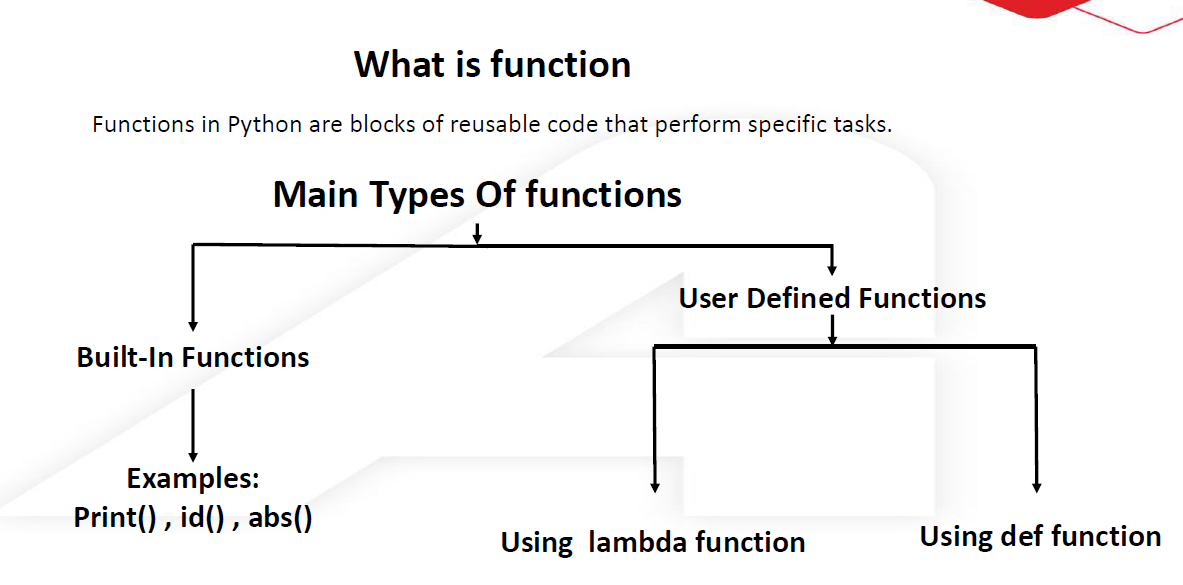 What is function
Functions in Python are blocks of reusable code that perform specific tasks.
Main Types Of functions
User Defined Functions
Built-In Functions
Examples:
Print() , id() , abs()
Using lambda function
Using def function